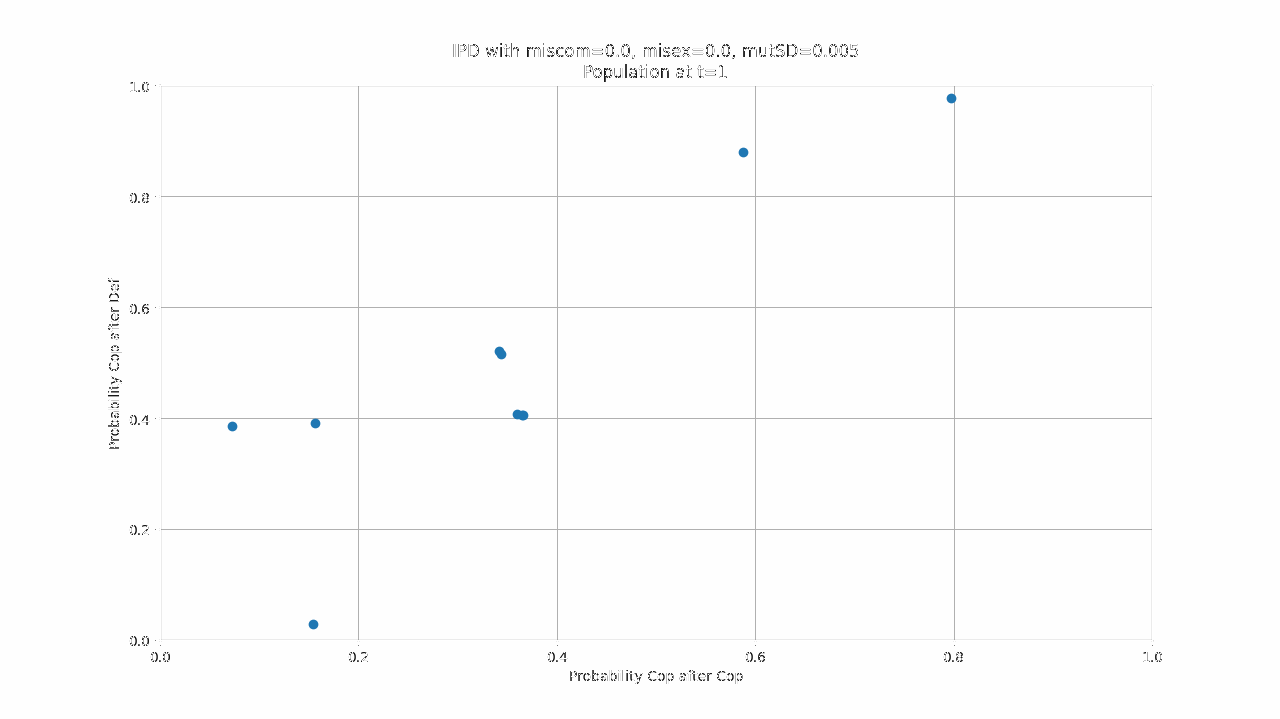 IPD with miscom=0.0, misex=0.0, mutSD=0.005
Population at t=1
1.0
0.8
0.6
0.4
0.2
0.0
Probability Cop after Def
0.0 0.2 0.4 0.6 0.8 1.0
Probability Cop after Cop